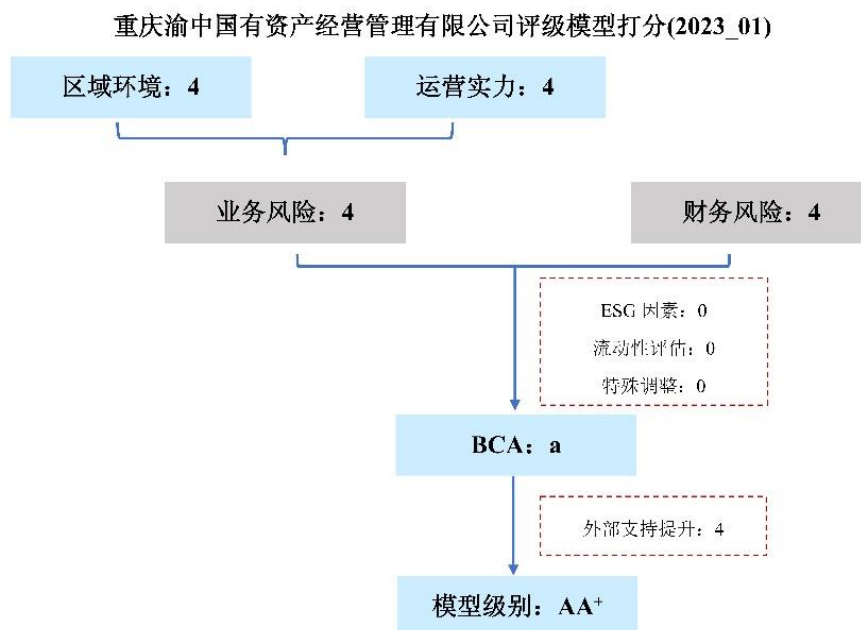 重庆渝中国有资产经营管理有限公司评级模型打分(2023_01)
区域环境：4
运营实力：4
业务风险：4
财务风险：4
ESG 因素：0
流动性评估：0
特殊调整：0
BCA：a
外部支持提升：4
模型级别：AA⁺